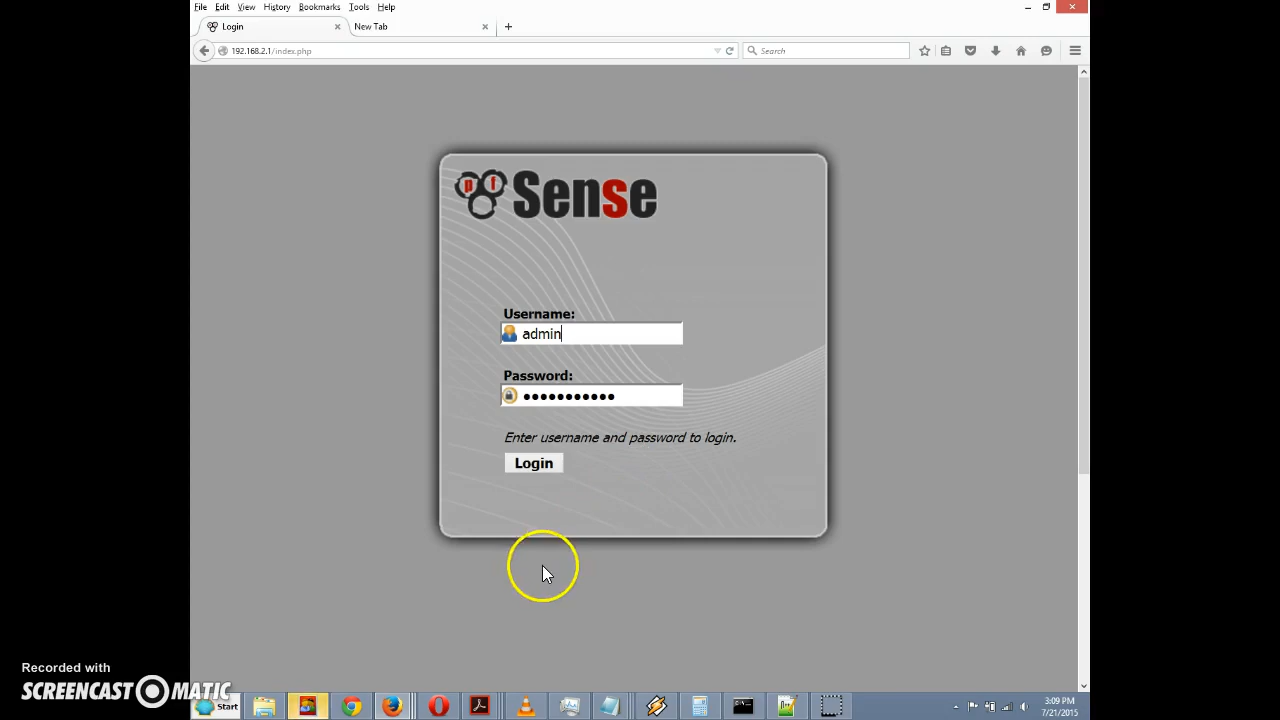 File Edit View History Bookmarks Tools Help
Login New Tab
192.168.2.1/index.php Search
pf Sense
Username:
admin
Password:
Enter username and password to login.
Login
Recorded with
SCREENCAST MATIC
Start
3:09 PM
7/21/2015